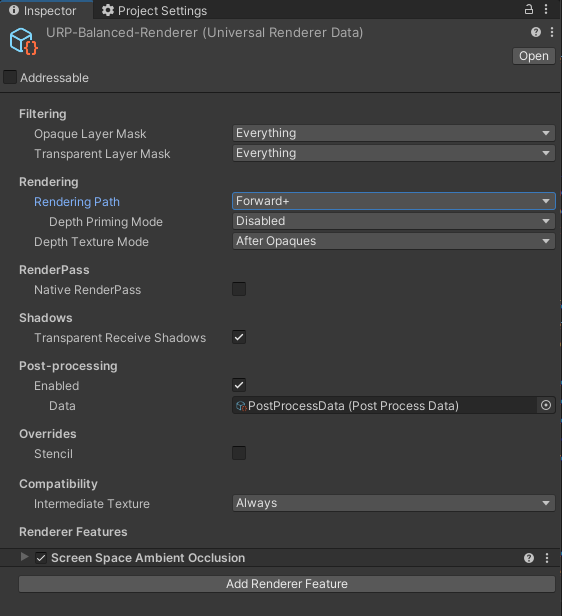 Inspector
Project Settings
URP-Balanced-Renderer (Universal Renderer Data)
Open
Addressable
Filtering
Opaque Layer Mask Everything
Transparent Layer Mask Everything
Rendering
Rendering Path Forward+
Depth Priming Mode Disabled
Depth Texture Mode After Opaques
RenderPass
Native RenderPass
Shadows
Transparent Receive Shadows
Post-processing
Enabled
Data PostProcessData (Post Process Data)
Overrides
Stencil
Compatibility
Intermediate Texture Always
Renderer Features
Screen Space Ambient Occlusion
Add Renderer Feature